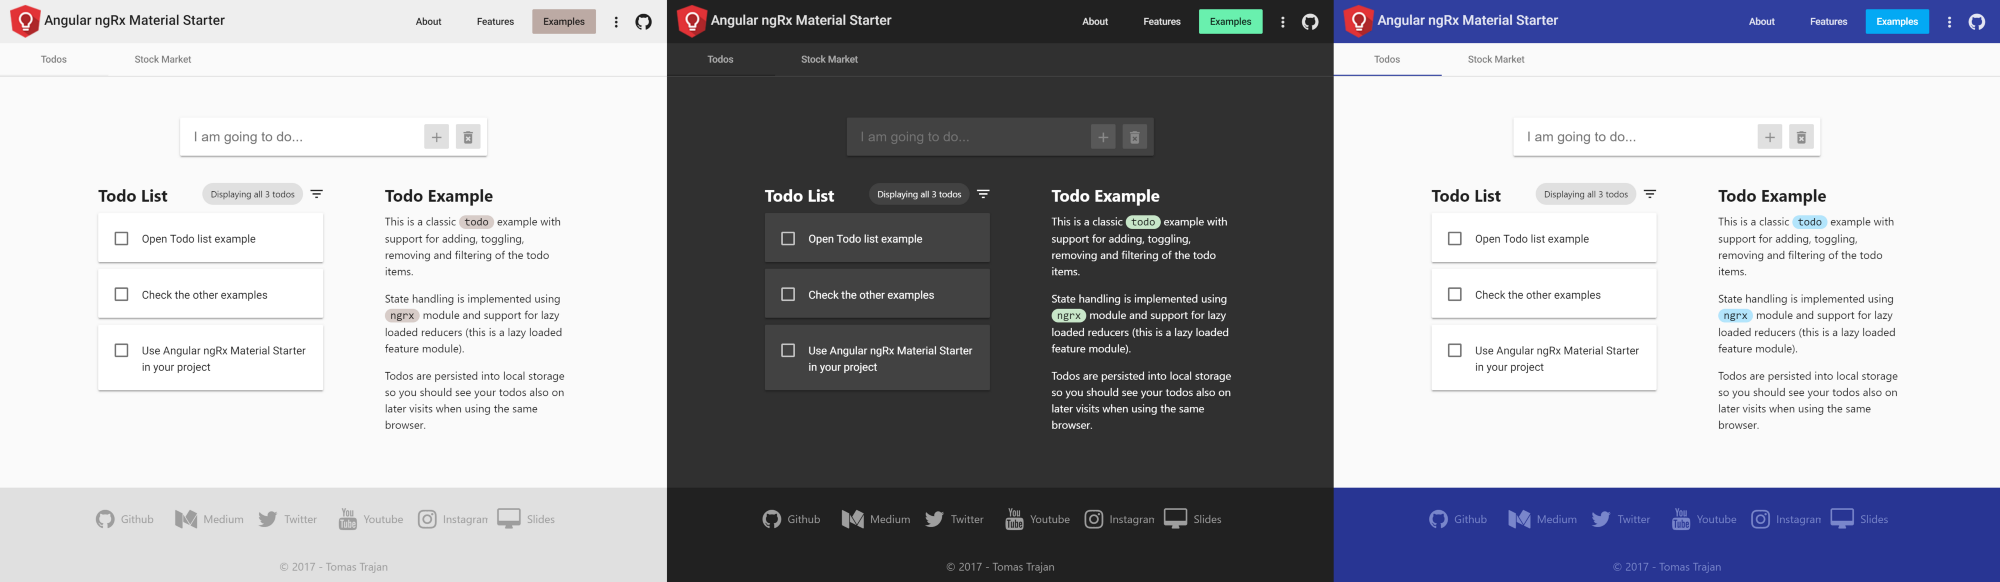 Angular ngRx Material Starter About Features Examples
Todos Stock Market
I am going to do...
Todo List Displaying all 3 todos
Open Todo list example
Check the other examples
Use Angular ngRx Material Starter
in your project
Todo Example
This is a classic todo example with
support for adding, toggling,
removing and filtering of the todo
items.
State handling is implemented using
ngrx module and support for lazy
loaded reducers (this is a lazy loaded
feature module).
Todos are persisted into local storage
so you should see your todos also on
later visits when using the same
browser.
Github Medium Twitter You Tube Youtube Instagran Slides
© 2017 - Tomas Trajan
Angular ngRx Material Starter About Features Examples
Todos Stock Market
I am going to do...
Todo List Displaying all 3 todos
Open Todo list example
Check the other examples
Use Angular ngRx Material Starter
in your project
Todo Example
This is a classic todo example with
support for adding, toggling,
removing and filtering of the todo
items.
State handling is implemented using
ngrx module and support for lazy
loaded reducers (this is a lazy loaded
feature module).
Todos are persisted into local storage
so you should see your todos also on
later visits when using the same
browser.
Github Medium Twitter You Tube Youtube Instagran Slides
© 2017 - Tomas Trajan
Angular ngRx Material Starter About Features Examples
Todos Stock Market
I am going to do...
Todo List Displaying all 3 todos
Open Todo list example
Check the other examples
Use Angular ngRx Material Starter
in your project
Todo Example
This is a classic todo example with
support for adding, toggling,
removing and filtering of the todo
items.
State handling is implemented using
ngrx module and support for lazy
loaded reducers (this is a lazy loaded
feature module).
Todos are persisted into local storage
so you should see your todos also on
later visits when using the same
browser.
Github Medium Twitter You Tube Youtube Instagran Slides
© 2017 - Tomas Trajan